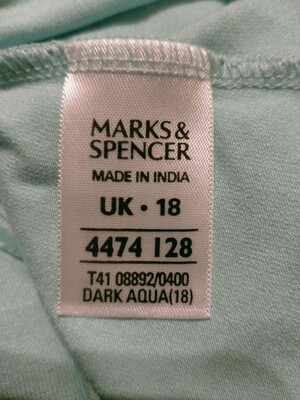 MARKS &
SPENCER
MADE IN INDIA
UK • 18
4474 128
T41 08892/0400
DARK AQUA(18)